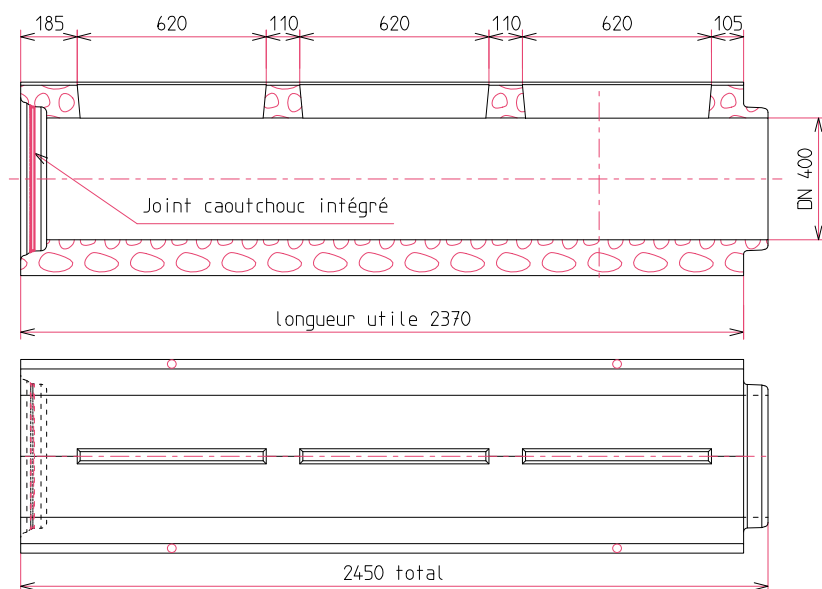 185 620 110 620 110 620 105
DN 400
Joint caoutchouc intégré
longueur utile 2370
2450 total